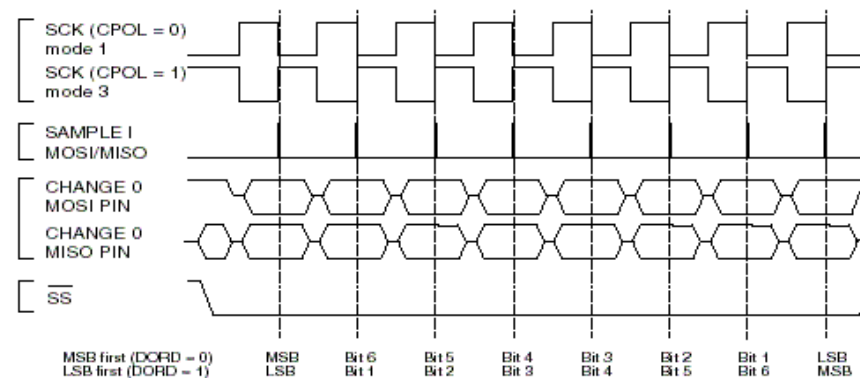 SCK (CPOL = 0)
mode 1
SCK (CPOL = 1)
mode 3
SAMPLE I
MOSI/MISO
CHANGE 0
MOSI PIN
CHANGE 0
MISO PIN
SS
MSB first (DORD = 0) MSB Bit 6 Bit 5 Bit 4 Bit 3 Bit 2 Bit 1 LSB
LSB first (DORD = 1) LSB Bit 1 Bit 2 Bit 3 Bit 4 Bit 5 Bit 6 MSB